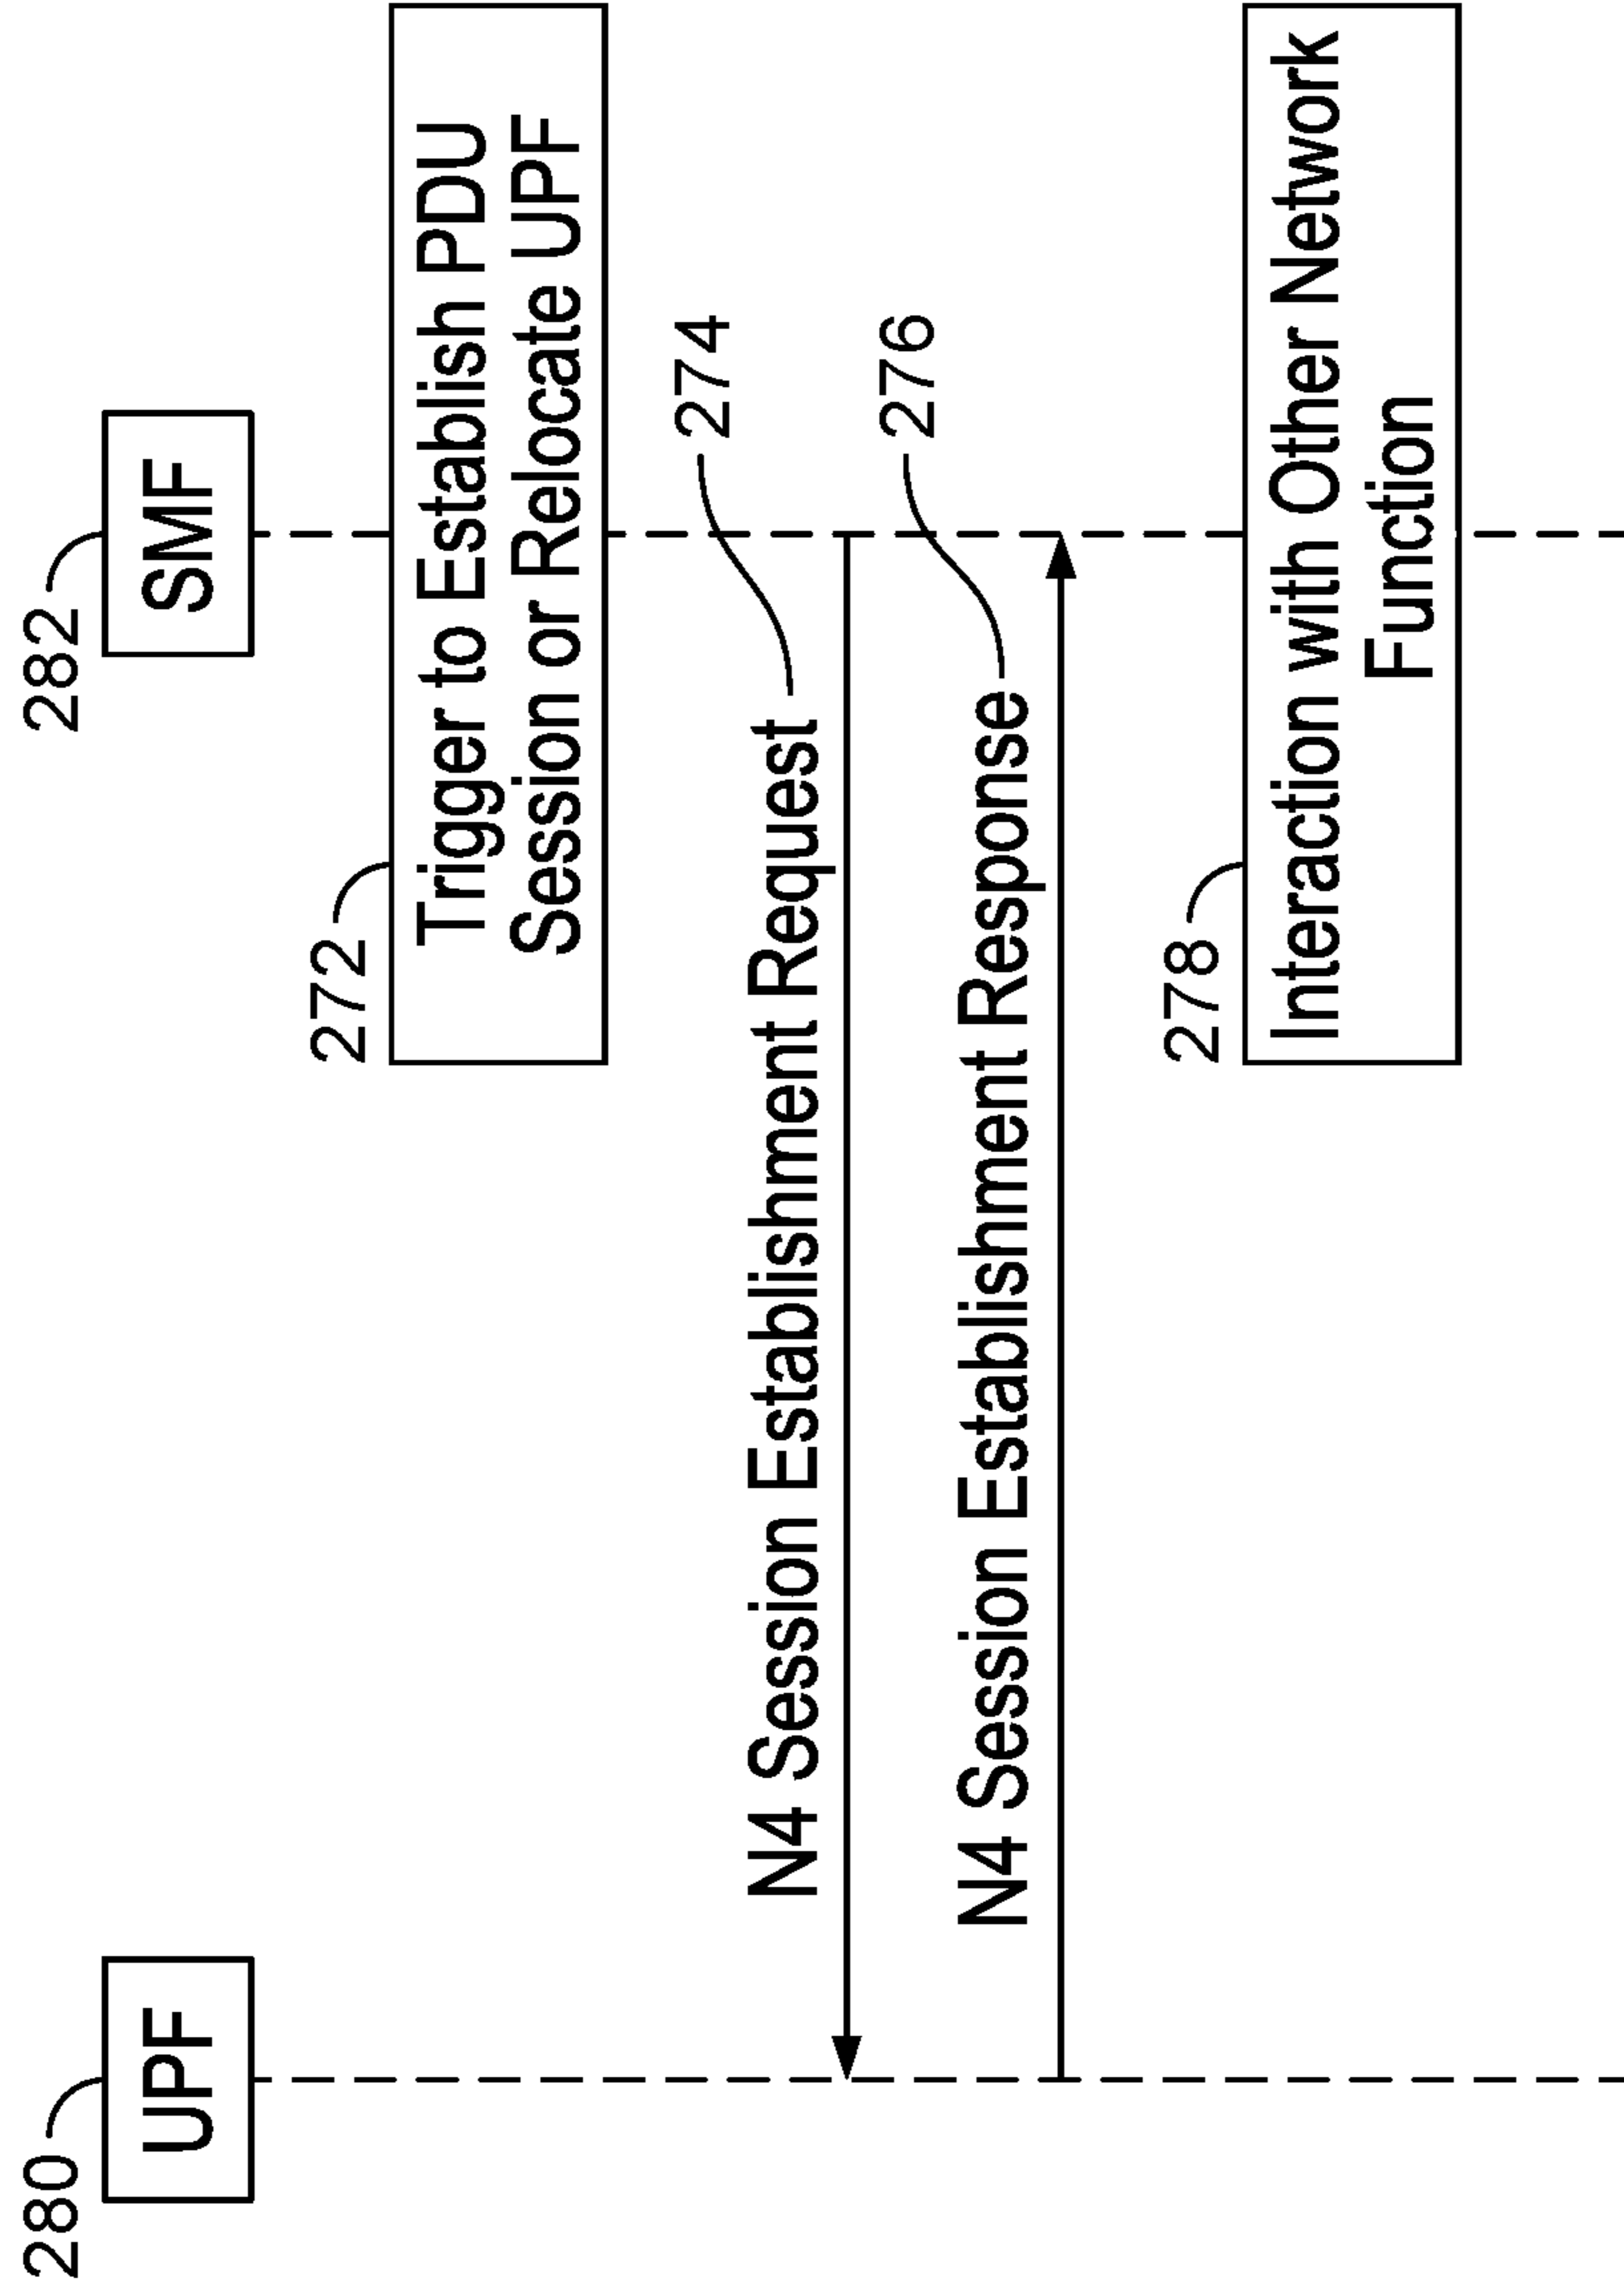 280
UPF
282
SMF
272
Trigger to Establish PDU
Session or Relocate UPF
274
N4 Session Establishment Request
276
N4 Session Establishment Response
278
Interaction with Other Network
Function